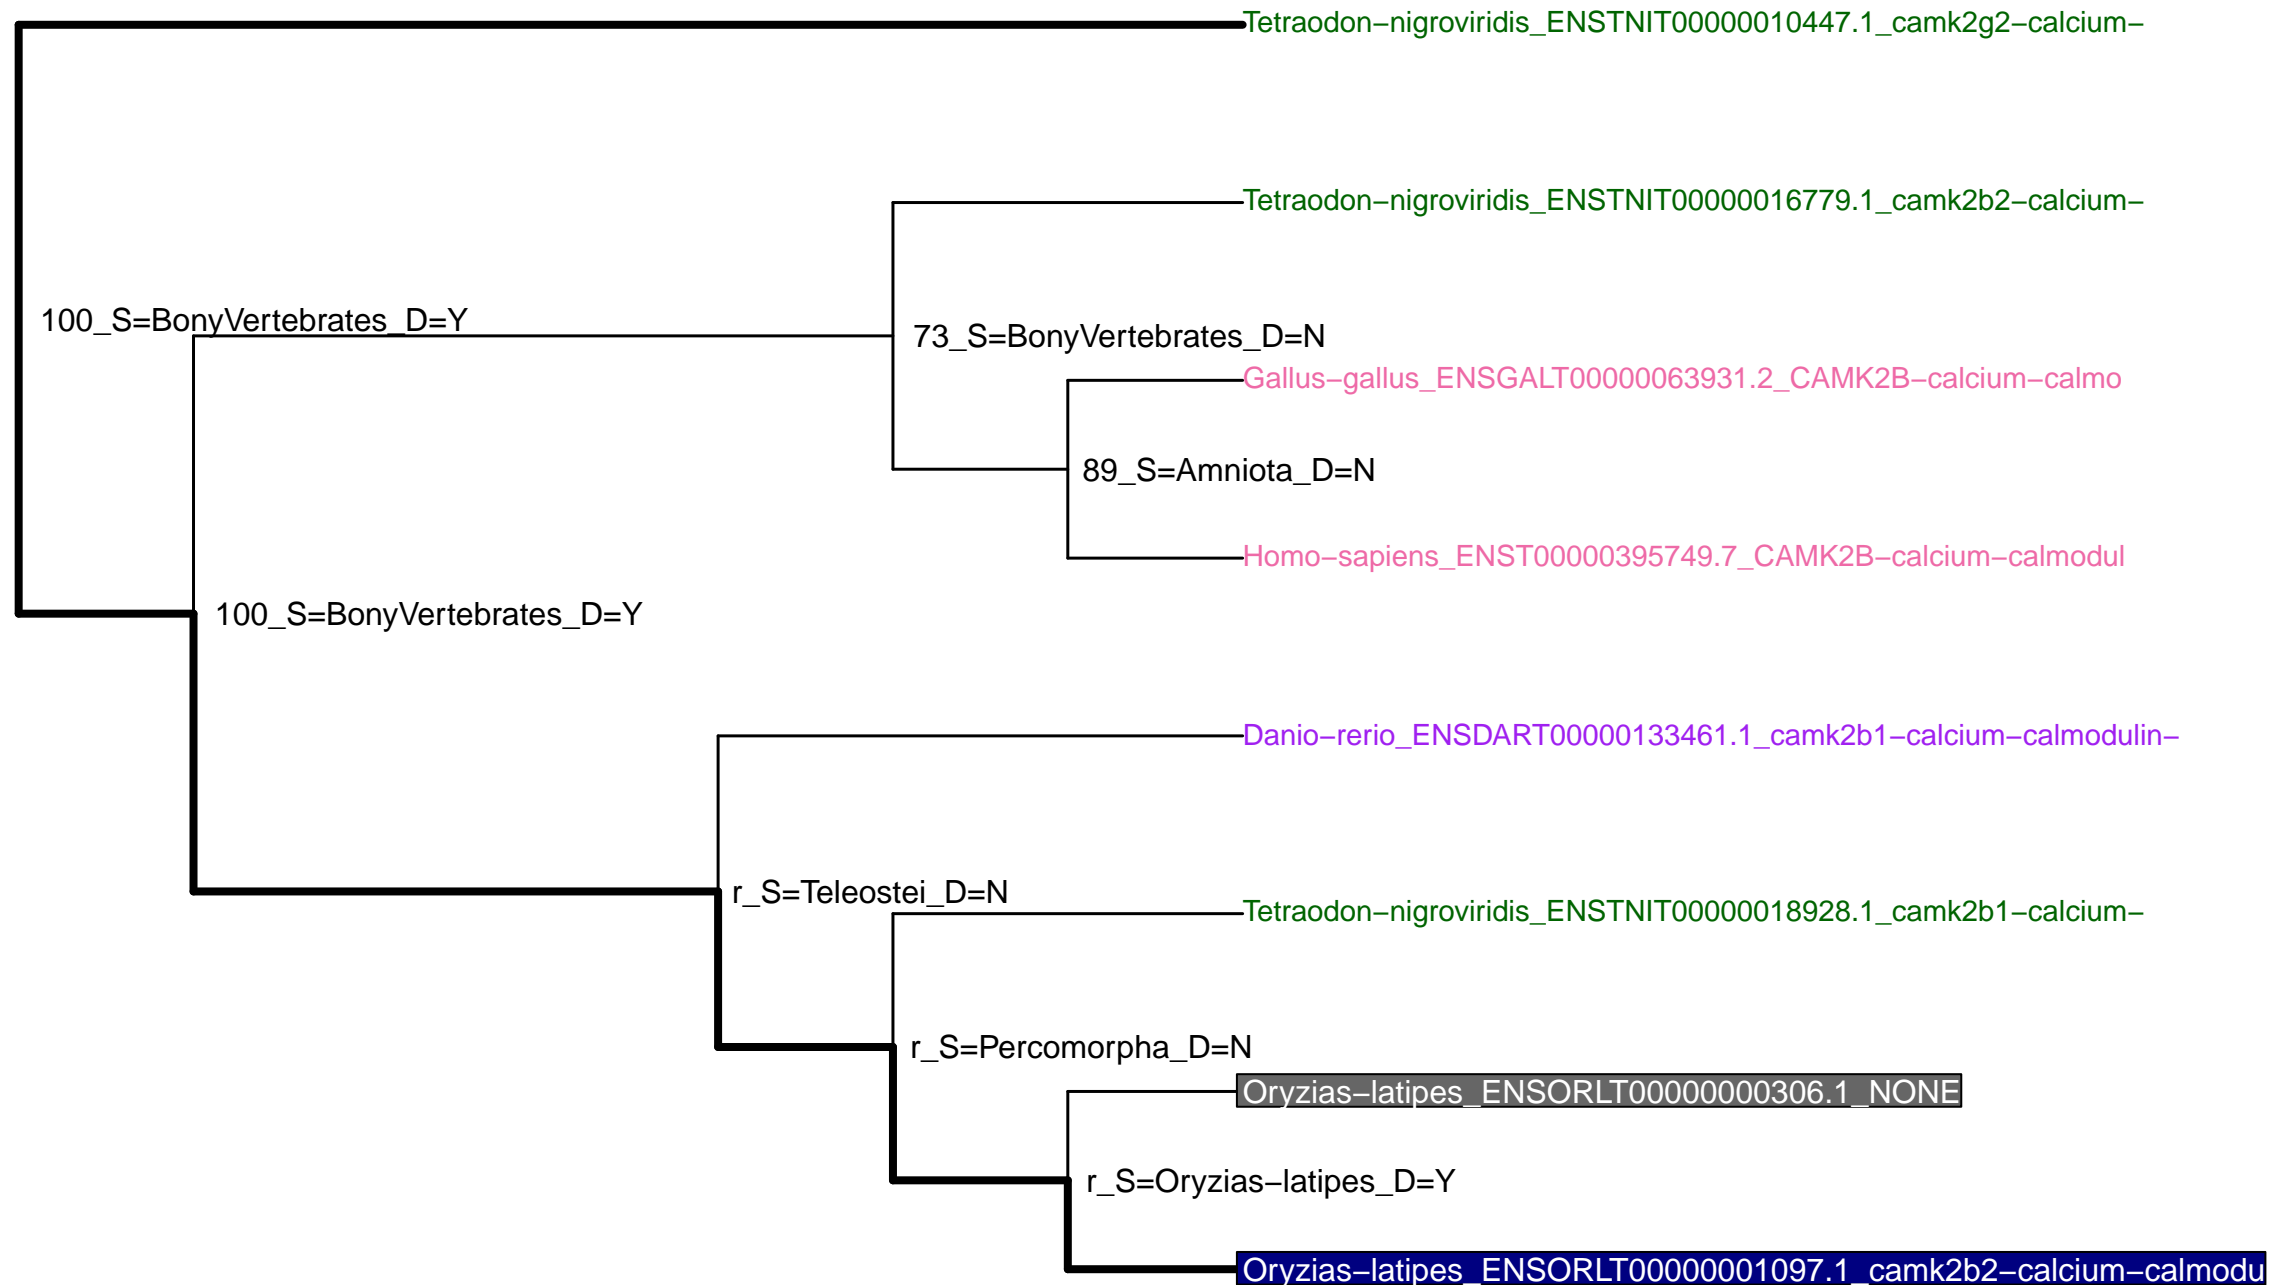 Tetraodon−nigroviridis_ENSTNIT00000010447.1_camk2g2−calcium−
Tetraodon−nigroviridis_ENSTNIT00000016779.1_camk2b2−calcium−
100_S=BonyVertebrates_D=Y
73_S=BonyVertebrates_D=N
Gallus−gallus_ENSGALT00000063931.2_CAMK2B−calcium−calmo
89_S=Amniota_D=N
Homo−sapiens_ENST00000395749.7_CAMK2B−calcium−calmodul
100_S=BonyVertebrates_D=Y
Danio−rerio_ENSDART00000133461.1_camk2b1−calcium−calmodulin−
r_S=Teleostei_D=N
Tetraodon−nigroviridis_ENSTNIT00000018928.1_camk2b1−calcium−
r_S=Percomorpha_D=N
Oryzias−latipes_ENSORLT00000000306.1_NONE
r_S=Oryzias−latipes_D=Y
Oryzias−latipes_ENSORLT00000001097.1_camk2b2−calcium−calmodu